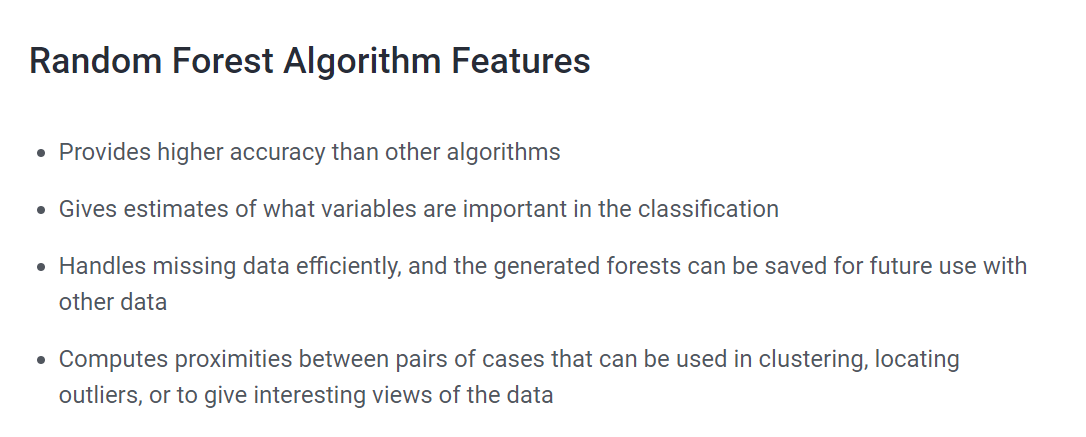 Random Forest Algorithm Features
• Provides higher accuracy than other algorithms
• Gives estimates of what variables are important in the classification
• Handles missing data efficiently, and the generated forests can be saved for future use with
other data
• Computes proximities between pairs of cases that can be used in clustering, locating
outliers, or to give interesting views of the data